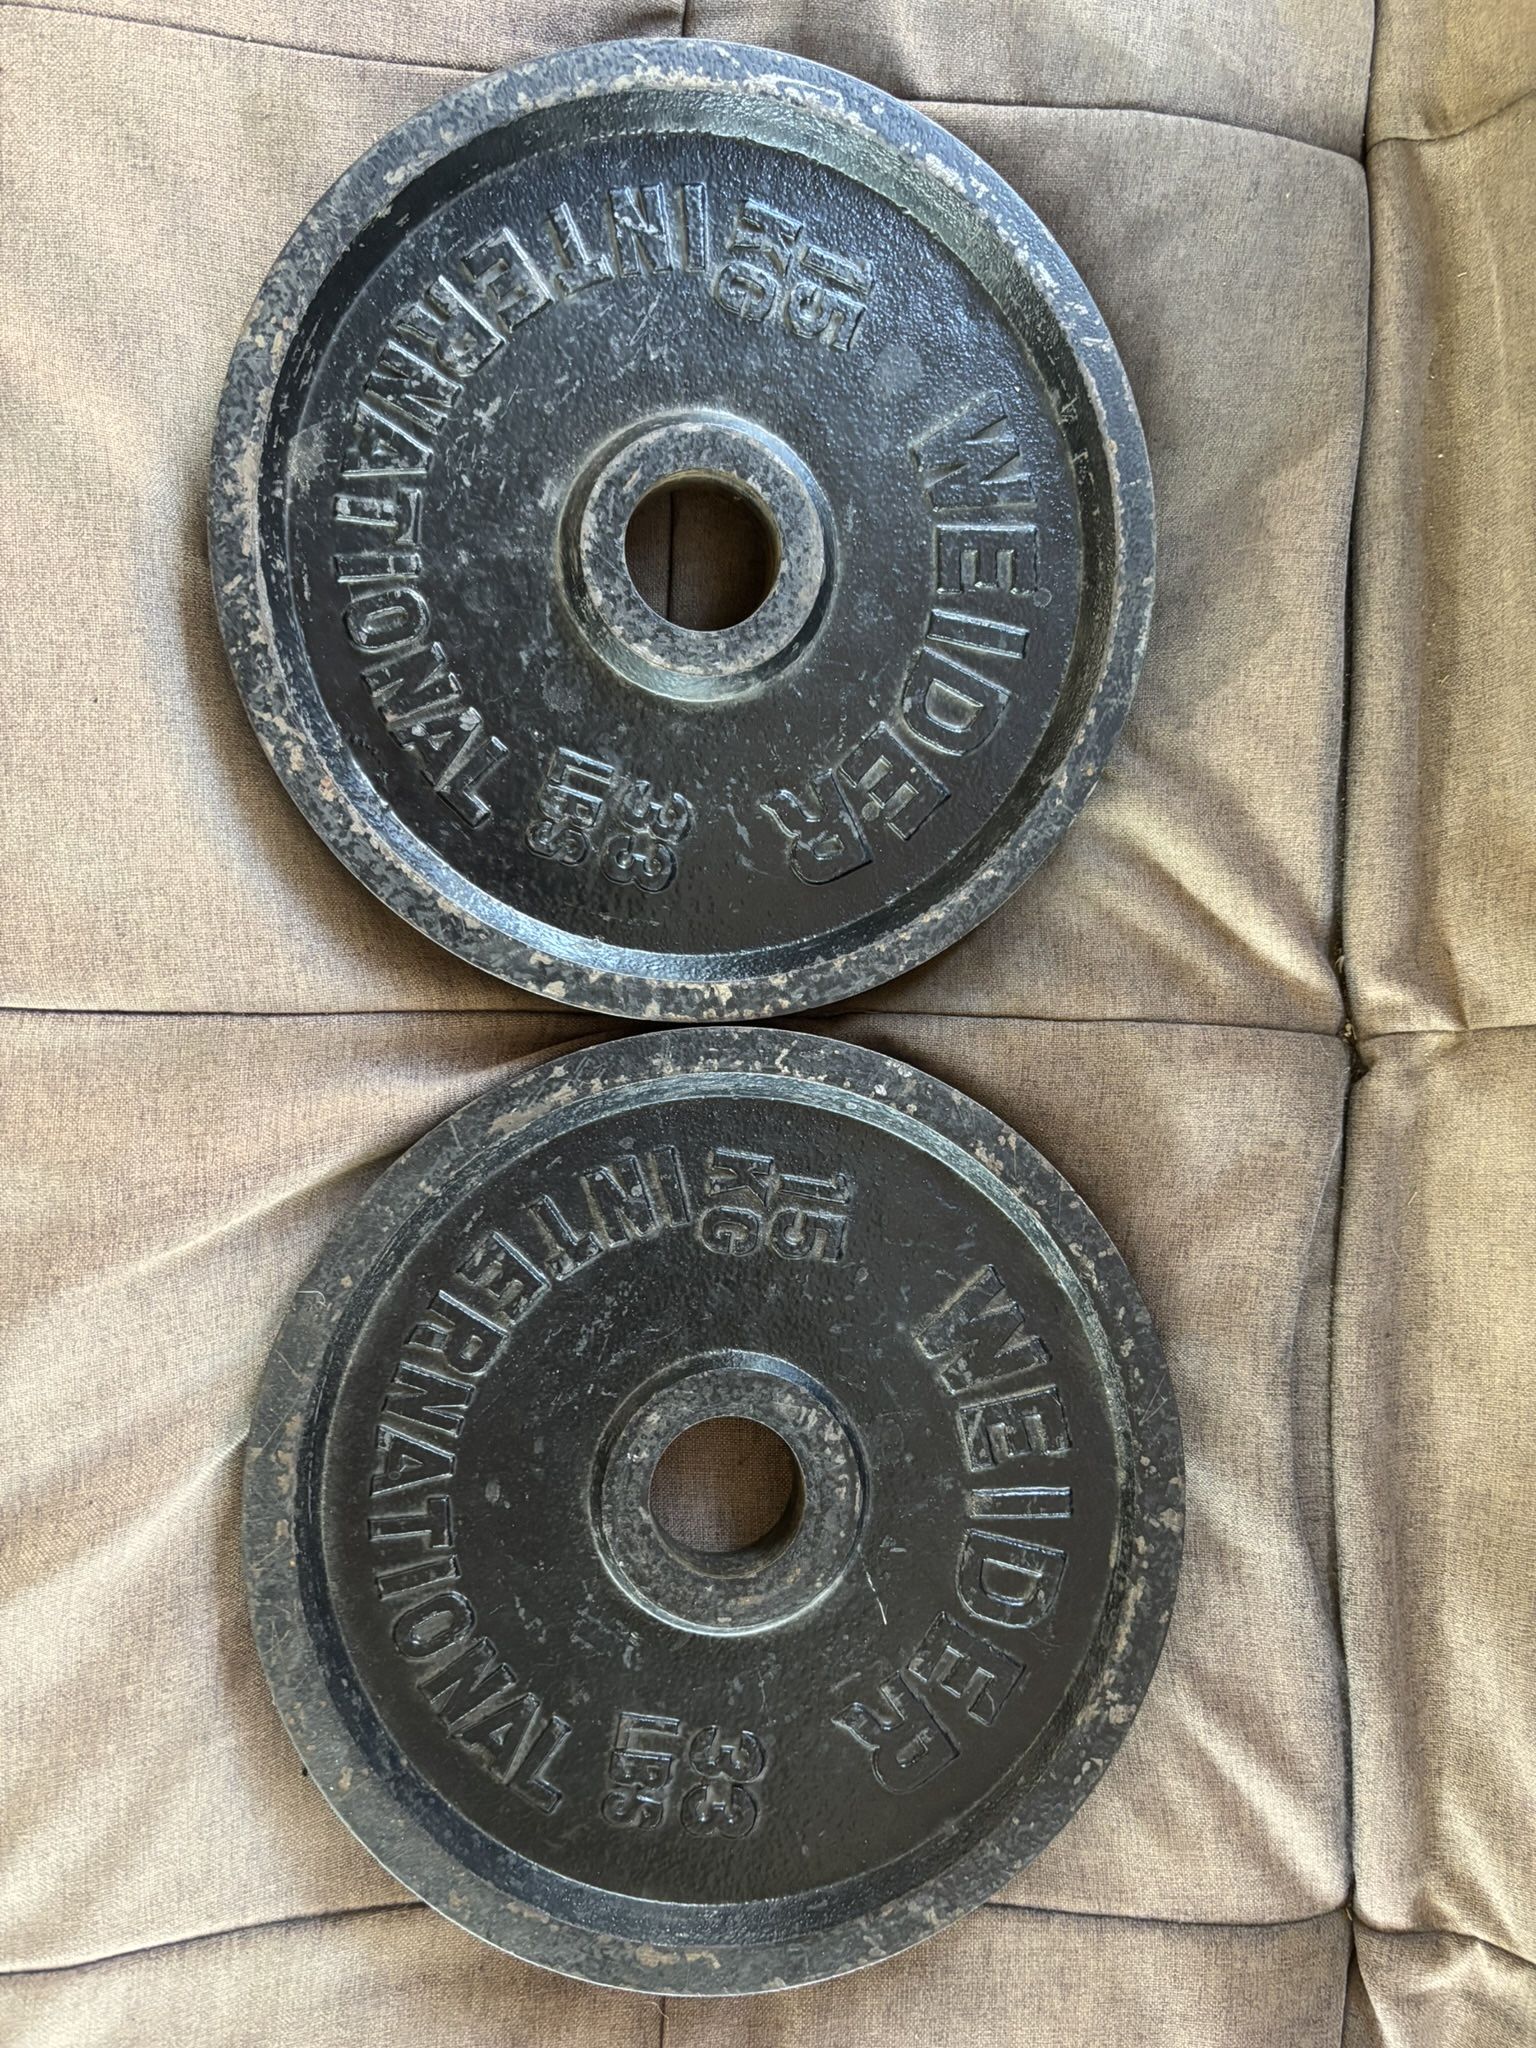 WEIDER
15
KG
33
LBS
INTERNATIONAL
WEIDER
15
KG
33
LBS
INTERNATIONAL